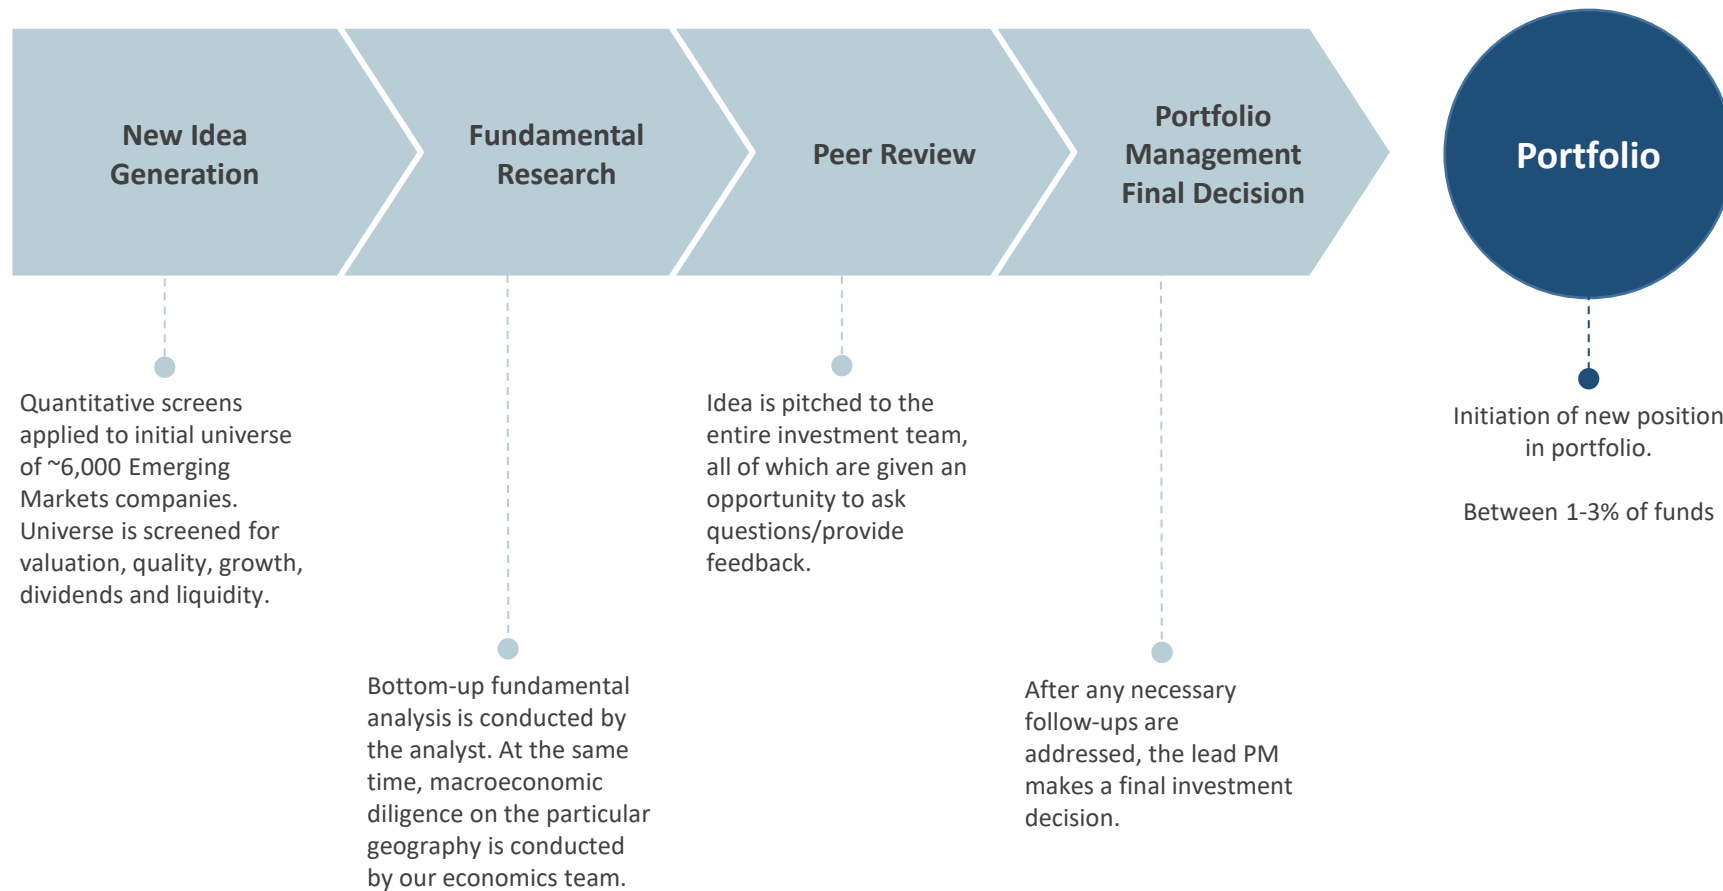 New Idea
Generation
Fundamental
Research
Peer Review
Portfolio
Management
Final Decision
Portfolio
Quantitative screens
applied to initial universe
of ~6,000 Emerging
Markets companies.
Universe is screened for
valuation, quality, growth,
dividends and liquidity.
Bottom-up fundamental
analysis is conducted by
the analyst. At the same
time, macroeconomic
diligence on the particular
geography is conducted
by our economics team.
Idea is pitched to the
entire investment team,
all of which are given an
opportunity to ask
questions/provide
feedback.
After any necessary
follow-ups are
addressed, the lead PM
makes a final investment
decision.
Initiation of new position
in portfolio.
Between 1-3% of funds